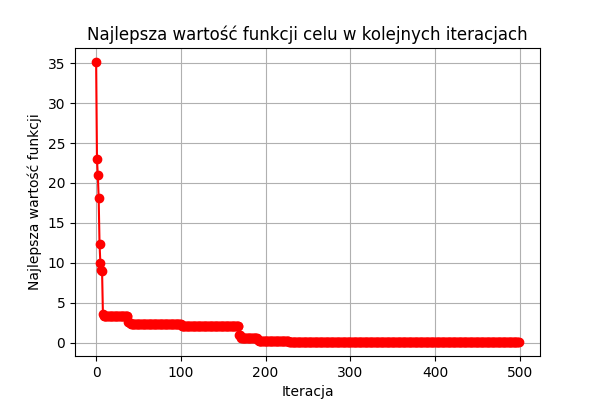 Najlepsza wartość funkcji celu w kolejnych iteracjach
Najlepsza wartość funkcji
35
30
25
20
15
10
5
0
0 100 200 300 400 500
Iteracja